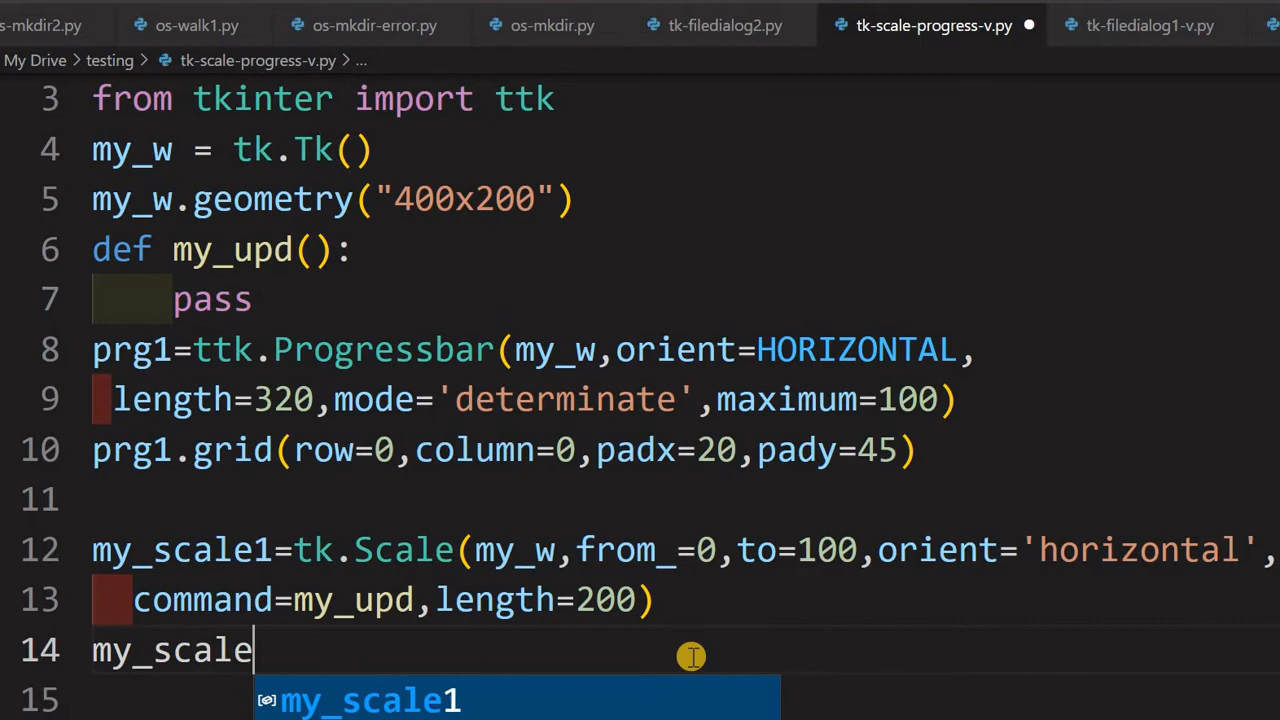 s-mkdir2.py os-walk1.py os-mkdir-error.py os-mkdir.py tk-filedialog2.py tk-scale-progress-v.py tk-filedialog1-v.py
My Drive > testing > tk-scale-progress-v.py > ...
3 from tkinter import ttk
4 my_w = tk.Tk()
5 my_w.geometry("400x200")
6 def my_upd():
7 pass
8 prg1=ttk.Progressbar(my_w,orient=HORIZONTAL,
9 length=320,mode='determinate',maximum=100)
10 prg1.grid(row=0,column=0,padx=20,pady=45)
11
12 my_scale1=tk.Scale(my_w,from_=0,to=100,orient='horizontal',
13 command=my_upd,length=200)
14 my_scale
15 my_scale1